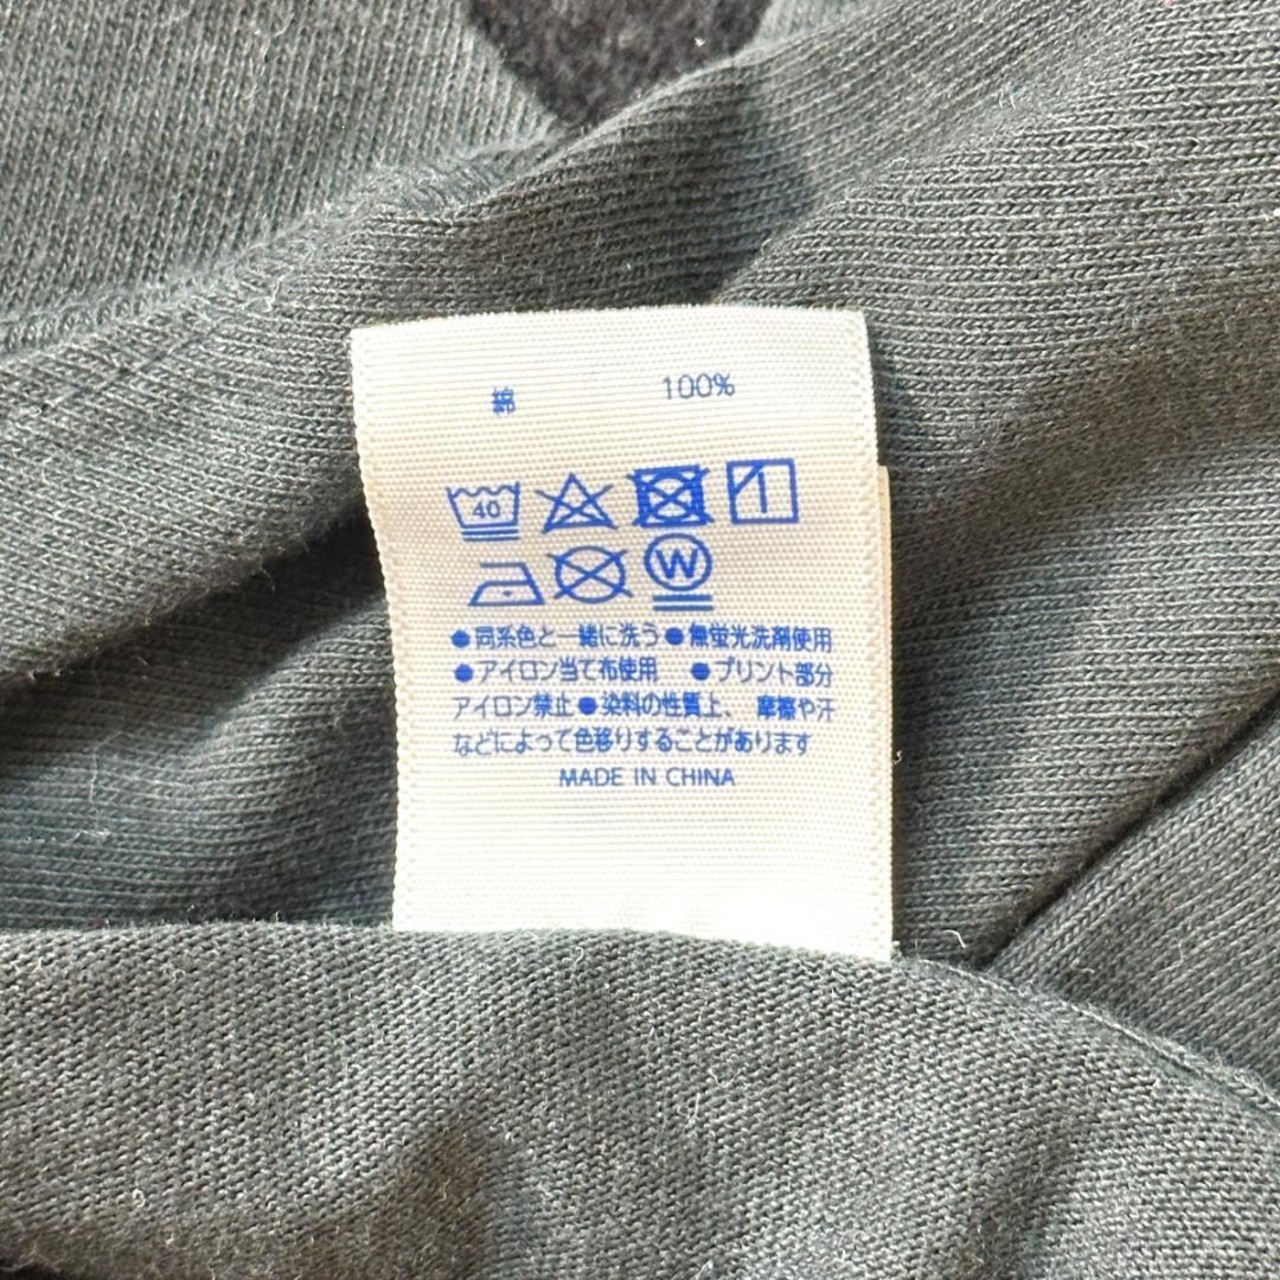 綿 100%
40
W
●同系色と一緒に洗う●無蛍光洗剤使用
●アイロン当て布使用 ●プリント部分
アイロン禁止●染料の性質上、摩擦や汗
などによって色移りすることがあります
MADE IN CHINA